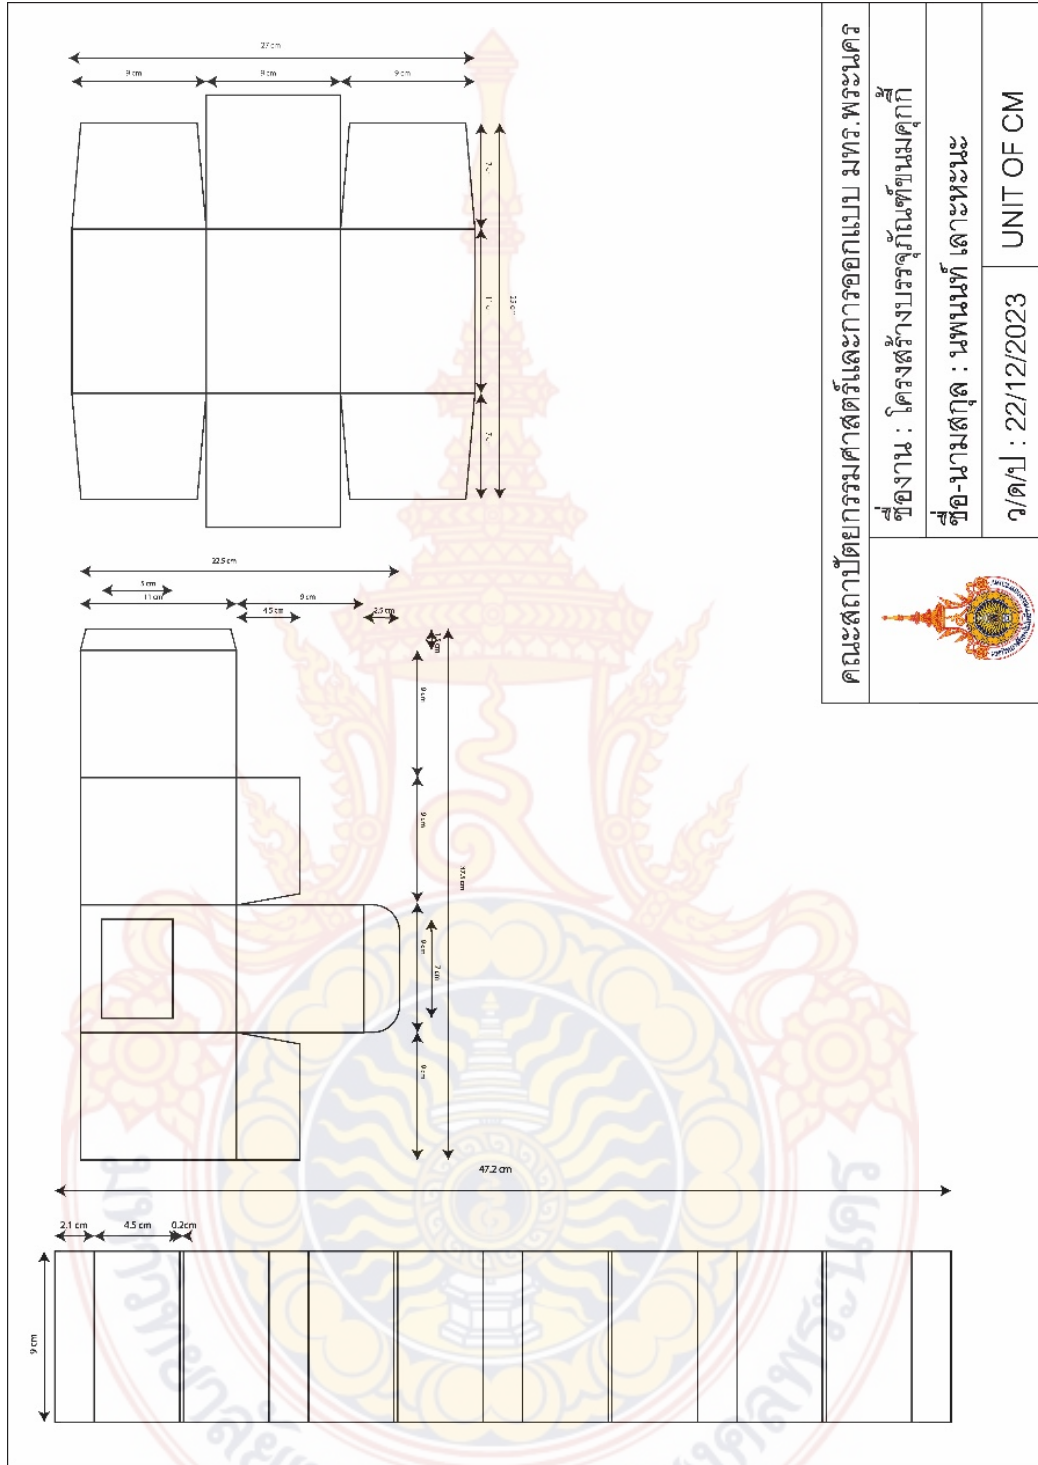 27 cm
9 cm
9 cm
9 cm
22.5 cm
5 cm
11 cm
9 cm
4.5 cm
2.5 cm
9 cm
9 cm
9 cm
7 cm
9 cm
47.2 cm
2.1 cm
4.5 cm
0.2cm
9 cm
คณะสถาปัตยกรรมศาสตร์และการออกแบบ มทร.พระนคร
ชื่องาน : โครงสร้างบรรจุภัณฑ์ขนมคุกกี้
ชื่อ-นามสกุล : นพนนท์ เลาะหะนะ
ว/ด/ป : 22/12/2023
UNIT OF CM